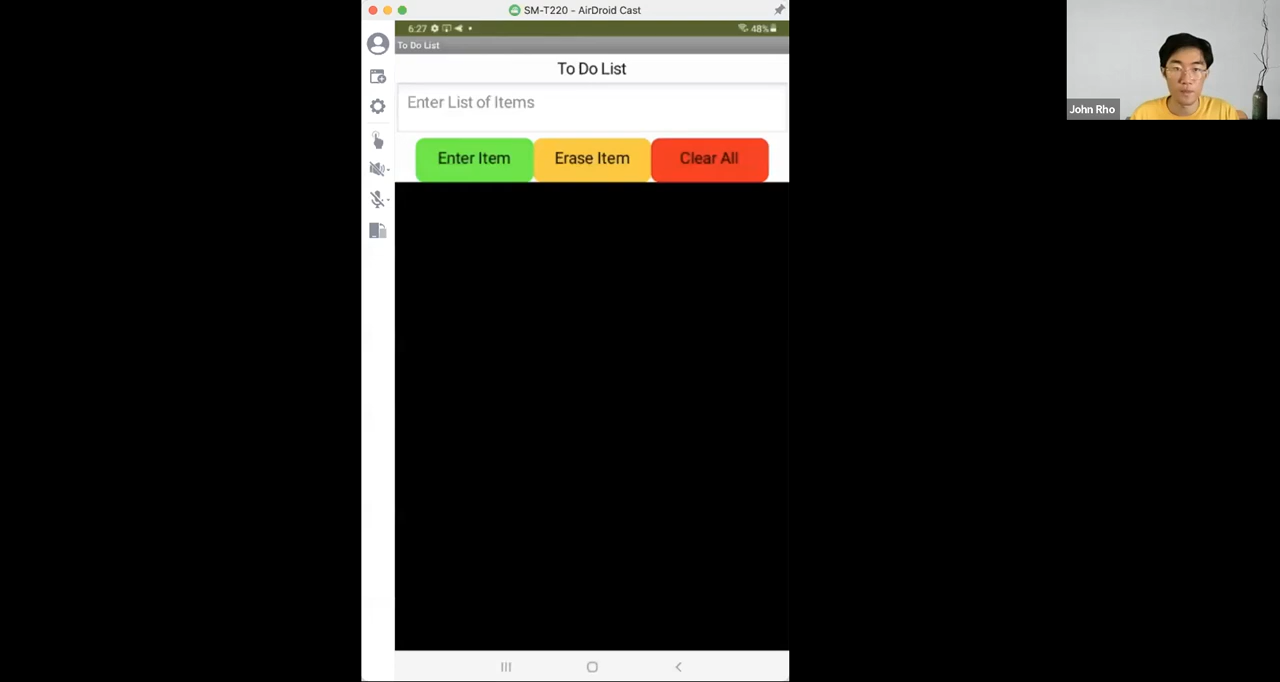 SM-T220 - AirDroid Cast
6:27
48%
To Do List
To Do List
Enter List of Items
Enter Item
Erase Item
Clear All
John Rho